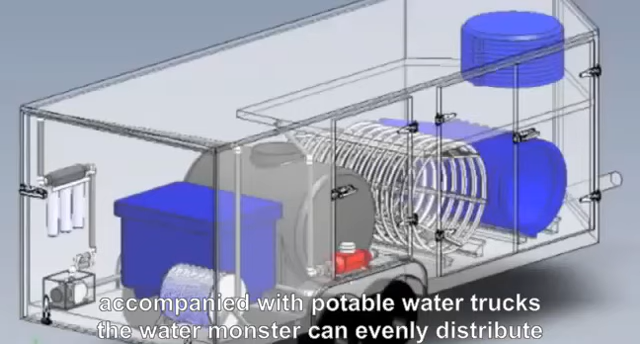 accompanied with potable water trucks
the water monster can evenly distribute